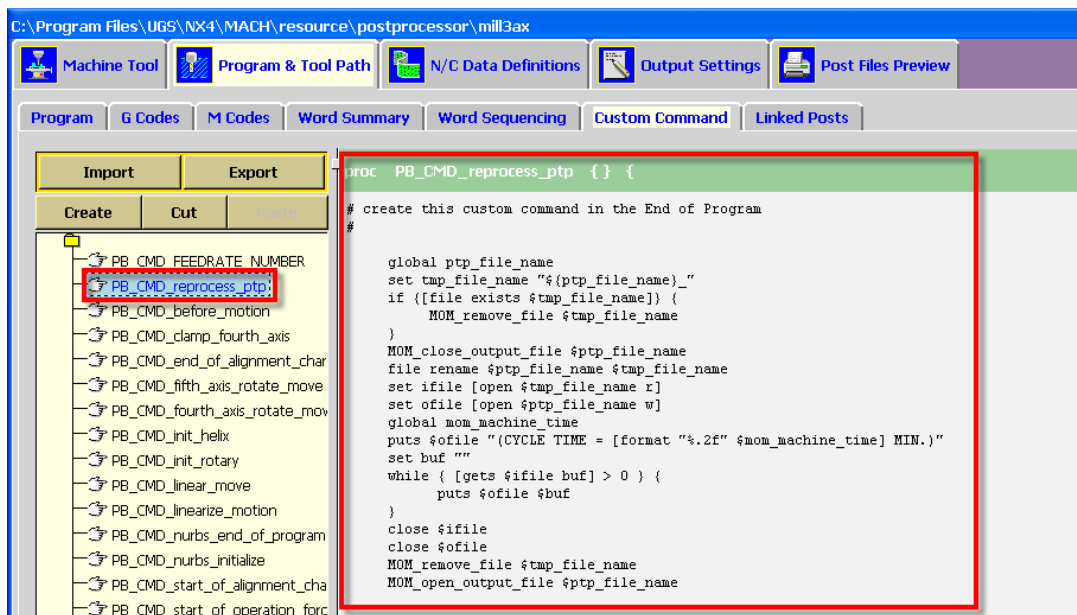 C:\Program Files\UGS\NX4\MACH\resource\postprocessor\mill3ax
Machine Tool Program & Tool Path N/C Data Definitions Output Settings Post Files Preview
Program G Codes M Codes Word Summary Word Sequencing Custom Command Linked Posts
Import Export
Create Cut Paste
PB_CMD_FEEDRATE_NUMBER
PB_CMD_reprocess_ptp
PB_CMD_before_motion
PB_CMD_clamp_fourth_axis
PB_CMD_end_of_alignment_char
PB_CMD_fifth_axis_rotate_move
PB_CMD_fourth_axis_rotate_mov
PB_CMD_init_helix
PB_CMD_init_rotary
PB_CMD_linear_move
PB_CMD_linearize_motion
PB_CMD_nurbs_end_of_program
PB_CMD_nurbs_initialize
PB_CMD_start_of_alignment_cha
PB_CMD_start_of_operation_forc
proc PB_CMD_reprocess_ptp { } {
# create this custom command in the End of Program
#
global ptp_file_name
set tmp_file_name "${ptp_file_name}_"
if {[file exists $tmp_file_name]} {
MOM_remove_file $tmp_file_name
}
MOM_close_output_file $ptp_file_name
file rename $ptp_file_name $tmp_file_name
set ifile [open $tmp_file_name r]
set ofile [open $ptp_file_name w]
global mom_machine_time
puts $ofile "(CYCLE TIME = [format "%.2f" $mom_machine_time] MIN.)"
set buf ""
while { [gets $ifile buf] > 0 } {
puts $ofile $buf
}
close $ifile
close $ofile
MOM_remove_file $tmp_file_name
MOM_open_output_file $ptp_file_name